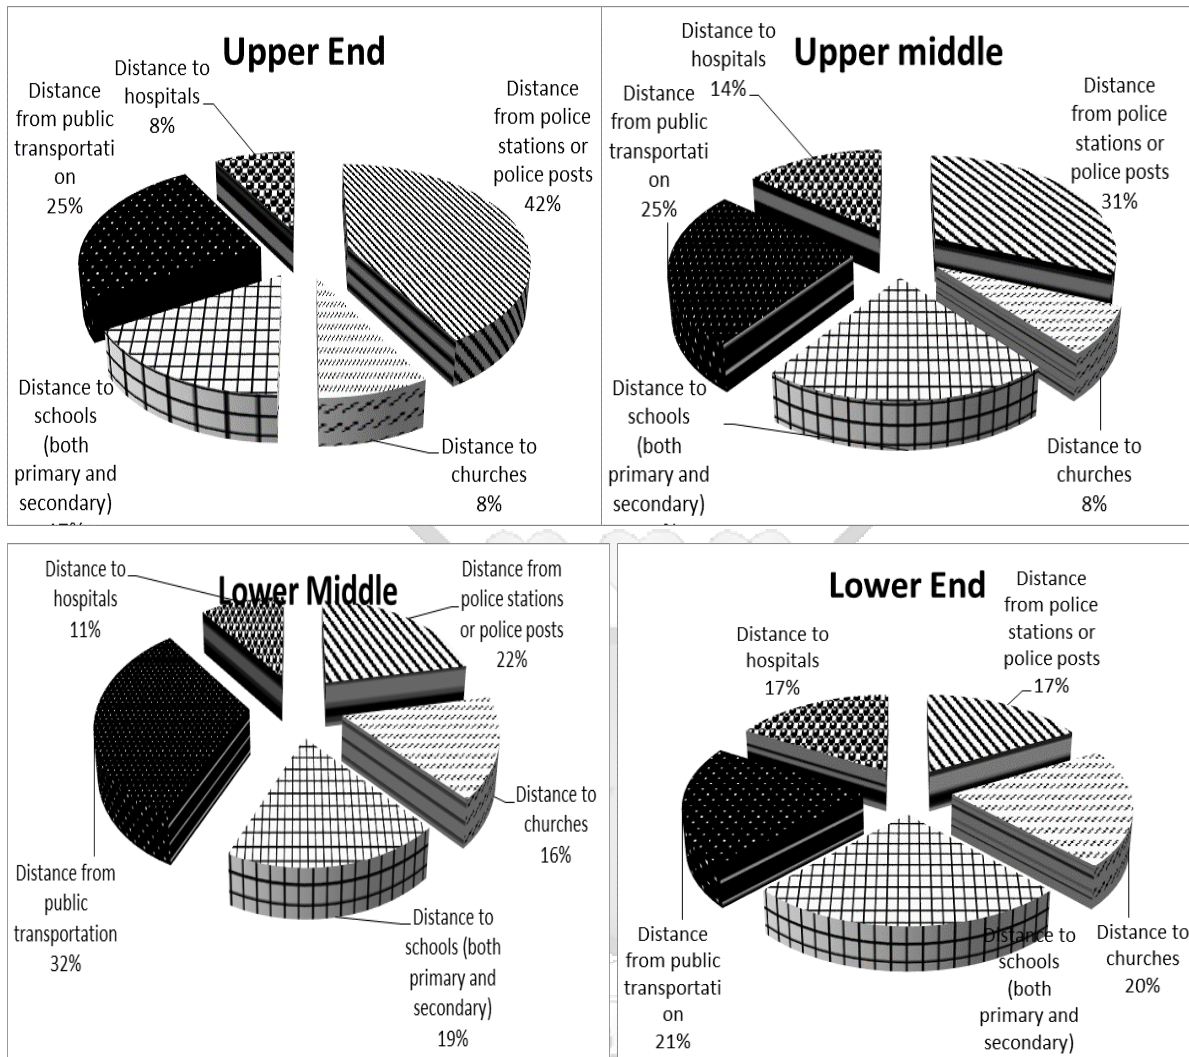 Upper End
Distance to
hospitals
8%
Distance
from public
transportati
on
25%
Distance
from police
stations or
police posts
42%
Distance to
schools
(both
primary and
secondary)
Distance to
churches
8%
Upper middle
Distance to
hospitals
14%
Distance
from public
transportati
on
25%
Distance
from police
stations or
police posts
31%
Distance to
schools
(both
primary and
secondary)
Distance to
churches
8%
Lower Middle
Distance to
hospitals
11%
Distance from
police stations
or police posts
22%
Distance to
churches
16%
Distance from
public
transportation
32%
Distance to
schools (both
primary and
secondary)
19%
Lower End
Distance
from police
stations or
police posts
17%
Distance to
hospitals
17%
Distance
from public
transportati
on
21%
Distance to
schools
(both
primary and
secondary)
Distance to
churches
20%